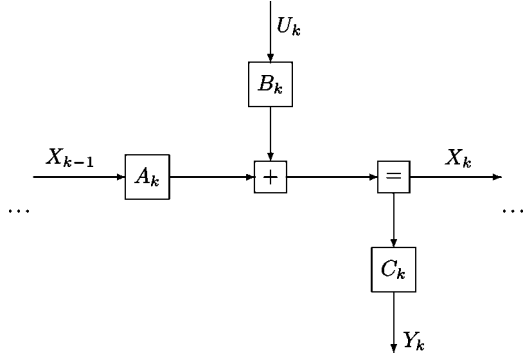 U_k
B_k
X_{k-1}
A_k
+
=
X_k
...
...
C_k
Y_k